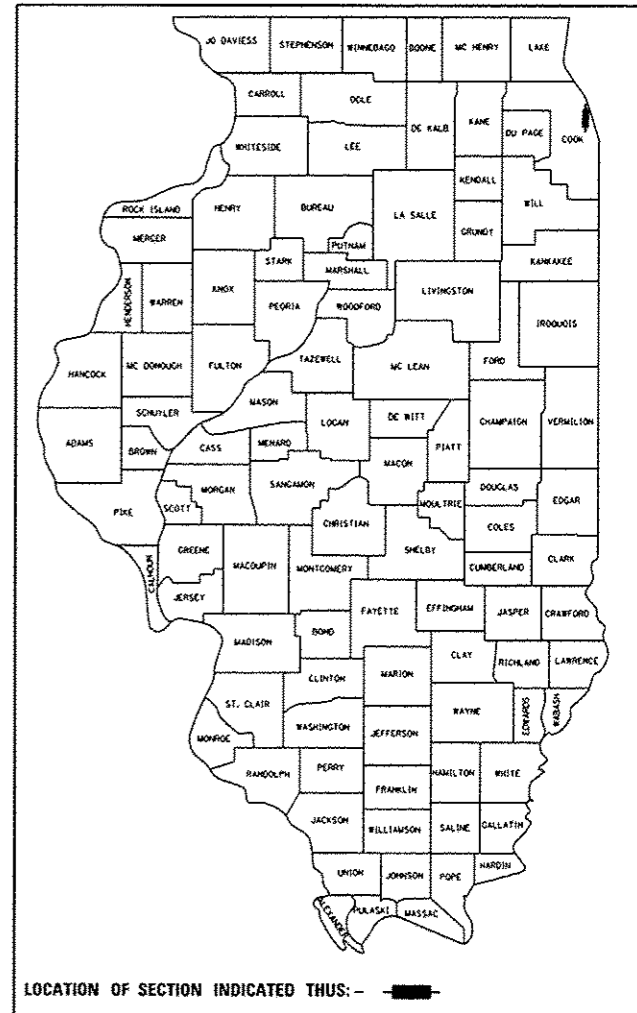 JO DAVIESS STEPHENSON WINNEBAGO BOONE MC HENRY LAKE
CARROLL OGLE DE KALB KANE DU PAGE COOK
WHITESIDE LEE
KENDALL WILL
ROCK ISLAND HENRY BUREAU LA SALLE GRUNDY
MERCER PUTNAM
STARK MARSHALL KANKAKEE
HENDERSON WARREN KNOX PEORIA WOODFORD LIVINGSTON
IROQUOIS
HANCOCK MC DONOUGH FULTON TAZEWELL MC LEAN FORD
SCHUYLER MASON
ADAMS BROWN CASS MENARD LOGAN DE WITT PIATT CHAMPAIGN VERMILION
MACON
PIKE SCOTT MORGAN SANGAMON CHRISTIAN MOULTRIE DOUGLAS EDGAR
COLES
CALHOUN GREENE MACOUPIN MONTGOMERY SHELBY CUMBERLAND CLARK
JERSEY
FAYETTE EFFINGHAM JASPER CRAWFORD
MADISON BOND
CLAY RICHLAND LAWRENCE
CLINTON MARION
ST. CLAIR WAYNE EDWARDS WABASH
WASHINGTON JEFFERSON
MONROE
RANDOLPH PERRY HAMILTON WHITE
FRANKLIN
JACKSON WILLIAMSON SALINE GALLATIN
UNION JOHNSON POPE HARDIN
ALEXANDER PULASKI MASSAC
LOCATION OF SECTION INDICATED THUS: -